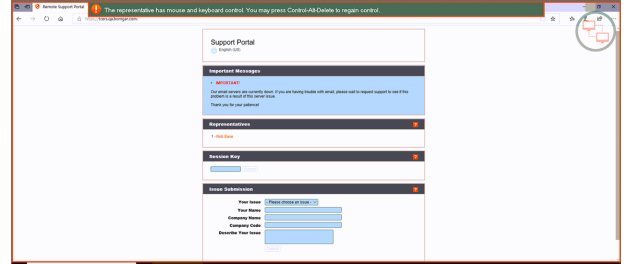 Remote Support Portal
The representative has mouse and keyboard control. You may press Control-Alt-Delete to regain control.
Support Portal
English (US)
Important Messages
IMPORTANT!
Our email servers are currently down. If you are having trouble with email, please wait to request support to see if this
problem is a result of this server issue.
Thank you for your patience!
Representatives
Session Key
Issue Submission
Your Issue
- Please choose an issue -
Your Name
Company Name
Company Code
Describe Your Issue